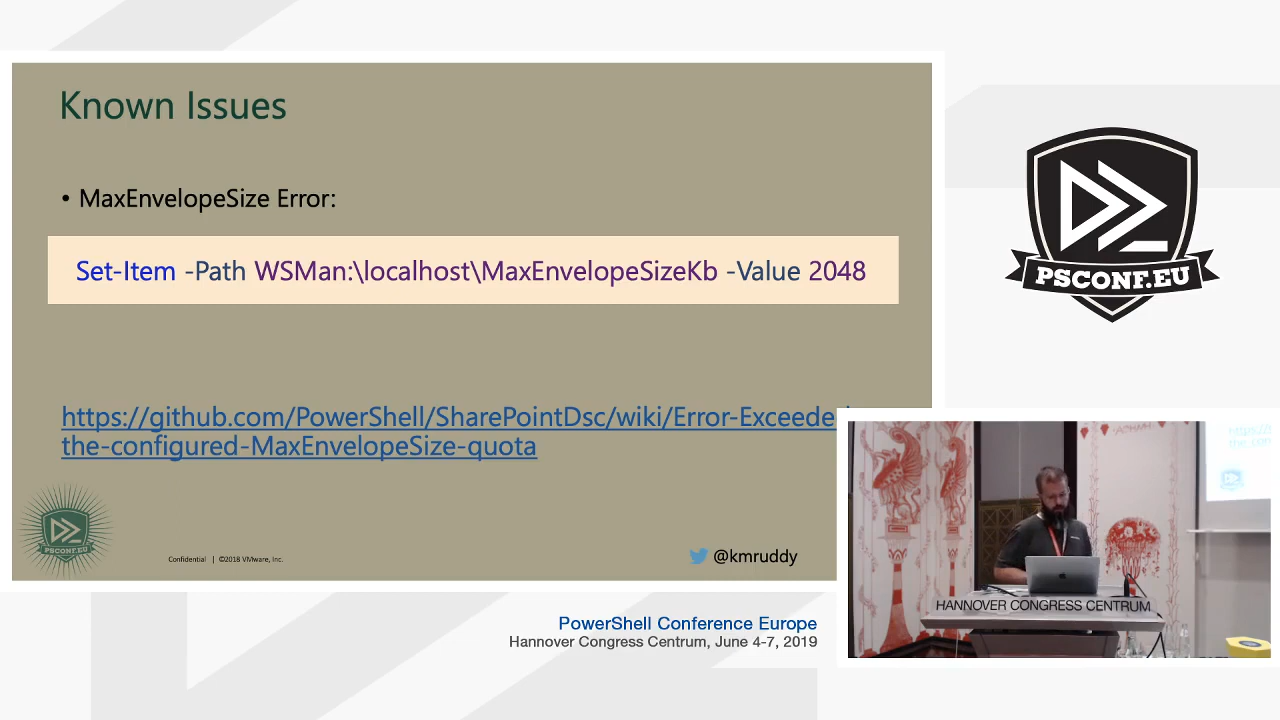 Known Issues
• MaxEnvelopeSize Error:
Set-Item -Path WSMan:\localhost\MaxEnvelopeSizeKb -Value 2048
https://github.com/PowerShell/SharePointDsc/wiki/Error-Exceede
the-configured-MaxEnvelopeSize-quota
PSCONF.EU
Confidential | ©2018 VMware, Inc.
@kmruddy
PSCONF.EU
HANNOVER CONGRESS CENTRUM
PowerShell Conference Europe
Hannover Congress Centrum, June 4-7, 2019